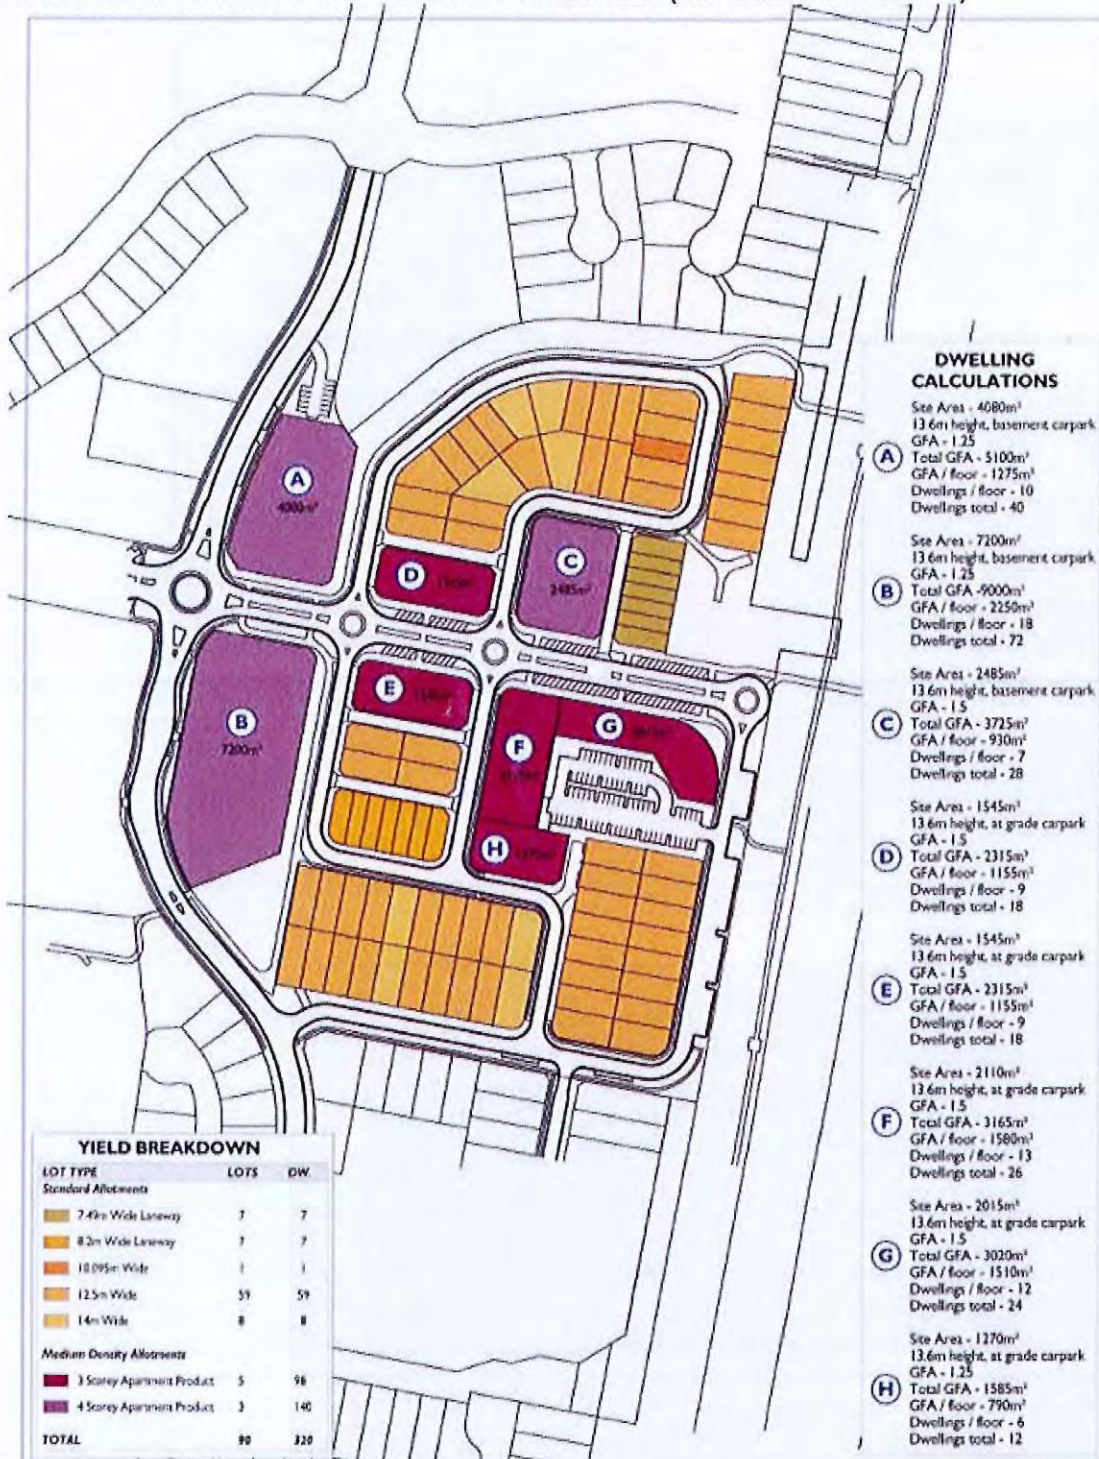 A
4080m²
B
7200m²
C
2485m²
D
E
F
G
H
1270m²
DWELLING
CALCULATIONS
A
Site Area - 4080m²
13.6m height, basement carpark
GFA - 1.25
Total GFA - 5100m²
GFA / floor - 1275m²
Dwellings / floor - 10
Dwellings total - 40
B
Site Area - 7200m²
13.6m height, basement carpark
GFA - 1.25
Total GFA -9000m²
GFA / floor - 2250m²
Dwellings / floor - 18
Dwellings total - 72
C
Site Area - 2485m²
13.6m height, basement carpark
GFA - 1.5
Total GFA - 3725m²
GFA / floor - 930m²
Dwellings / floor - 7
Dwellings total - 28
D
Site Area - 1545m²
13.6m height, at grade carpark
GFA - 1.5
Total GFA - 2315m²
GFA / floor - 1155m²
Dwellings / floor - 9
Dwellings total - 18
E
Site Area - 1545m²
13.6m height, at grade carpark
GFA - 1.5
Total GFA - 2315m²
GFA / floor - 1155m²
Dwellings / floor - 9
Dwellings total - 18
F
Site Area - 2110m²
13.6m height, at grade carpark
GFA - 1.5
Total GFA - 3165m²
GFA / floor - 1580m²
Dwellings / floor - 13
Dwellings total - 26
G
Site Area - 2015m²
13.6m height, at grade carpark
GFA - 1.5
Total GFA - 3020m²
GFA / floor - 1510m²
Dwellings / floor - 12
Dwellings total - 24
H
Site Area - 1270m²
13.6m height, at grade carpark
GFA - 1.25
Total GFA - 1585m²
GFA / floor - 790m²
Dwellings / floor - 6
Dwellings total - 12
YIELD BREAKDOWN
LOT TYPE LOTS DW.
Standard Allotments
7.49m Wide Laneway 7 7
8.2m Wide Laneway 7 7
10.095m Wide 1 1
12.5m Wide 59 59
14m Wide 8 8
Medium Density Allotments
3 Storey Apartment Product 5 98
4 Storey Apartment Product 3 140
TOTAL 90 320